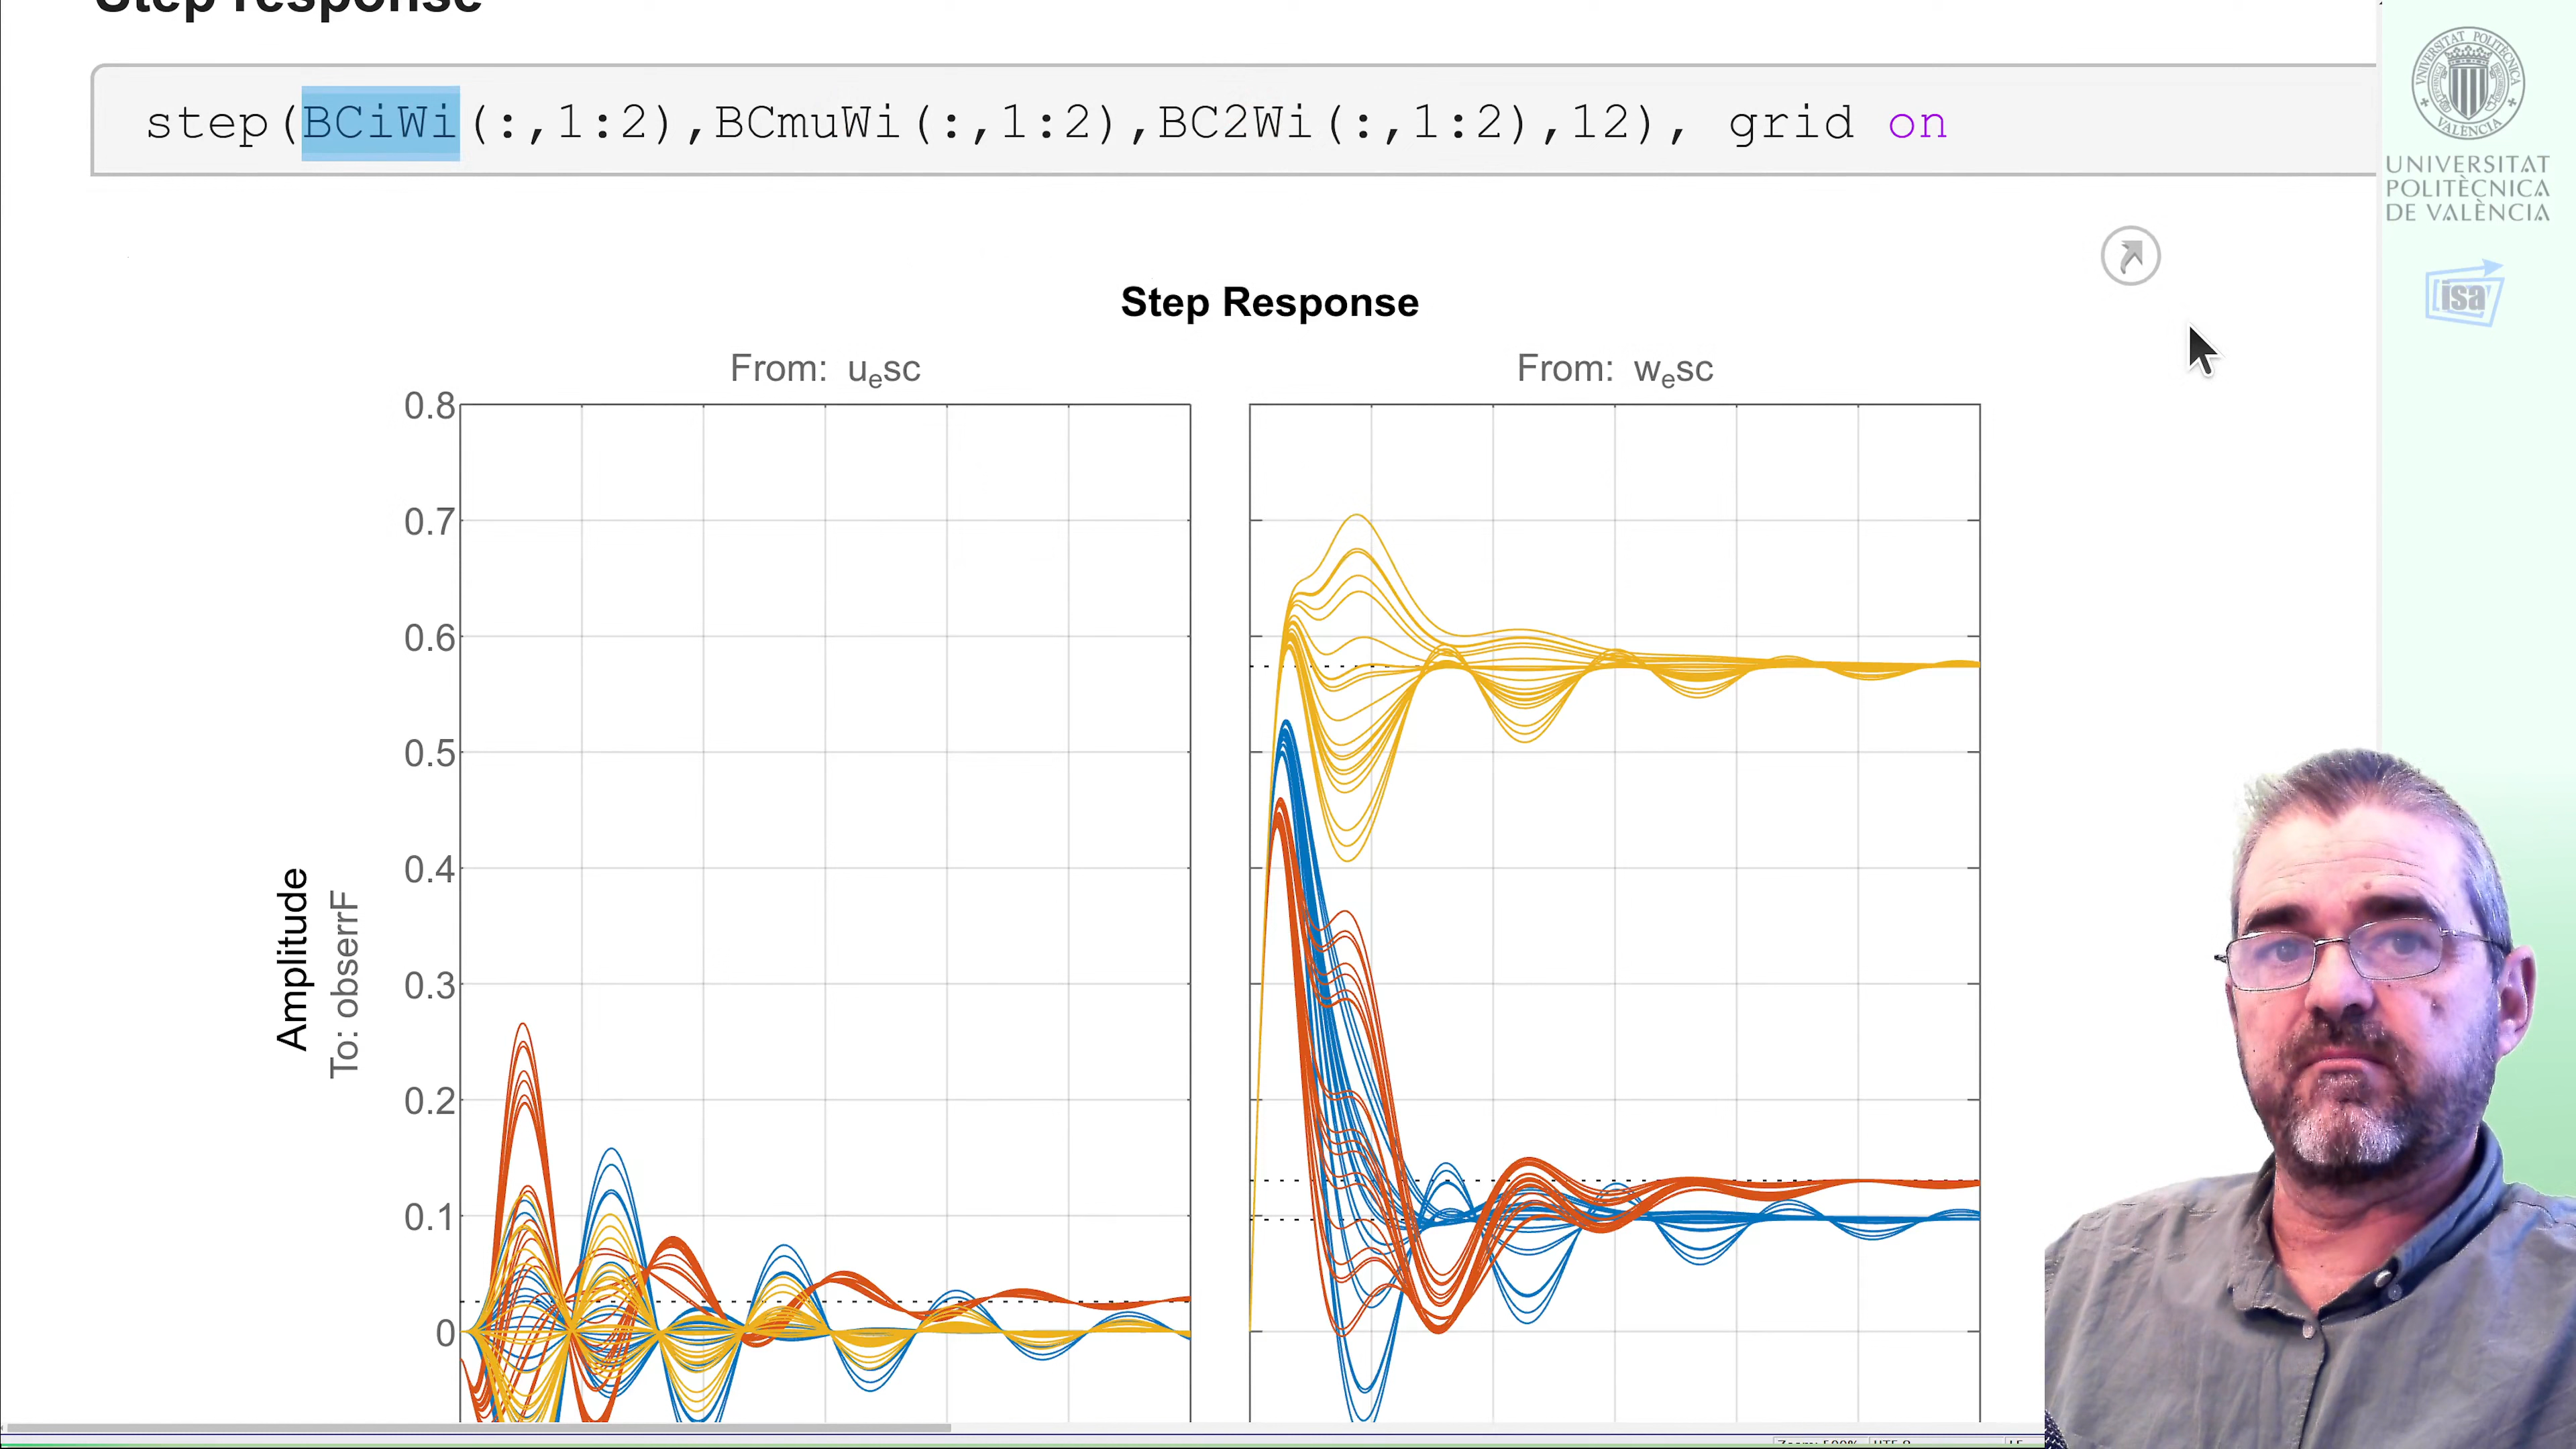 Step response
step(BCiWi(:,1:2),BCmuWi(:,1:2),BC2Wi(:,1:2),12), grid on
UNIVERSITAT
POLITÈCNICA
DE VALÈNCIA
isa
Step Response
From: uesc
From: wesc
0.8
0.7
0.6
0.5
0.4
0.3
0.2
0.1
0
Amplitude
To: obserrF